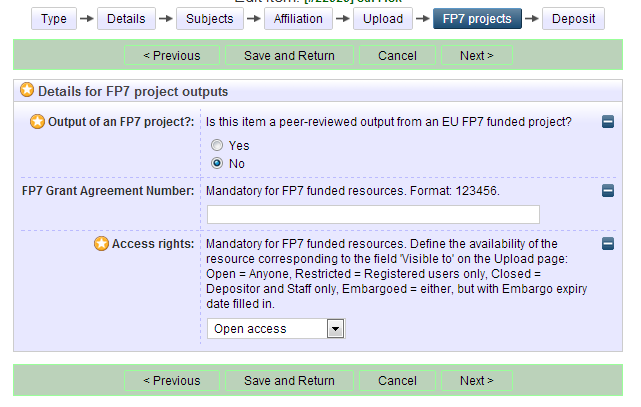 Type Details Subjects Affiliation Upload FP7 projects Deposit
< Previous Save and Return Cancel Next >
Details for FP7 project outputs
Output of an FP7 project?: Is this item a peer-reviewed output from an EU FP7 funded project?
Yes
No
FP7 Grant Agreement Number: Mandatory for FP7 funded resources. Format: 123456.
Access rights: Mandatory for FP7 funded resources. Define the availability of the
resource corresponding to the field 'Visible to' on the Upload page:
Open = Anyone, Restricted = Registered users only, Closed =
Depositor and Staff only, Embargoed = either, but with Embargo expiry
date filled in.
Open access
< Previous Save and Return Cancel Next >